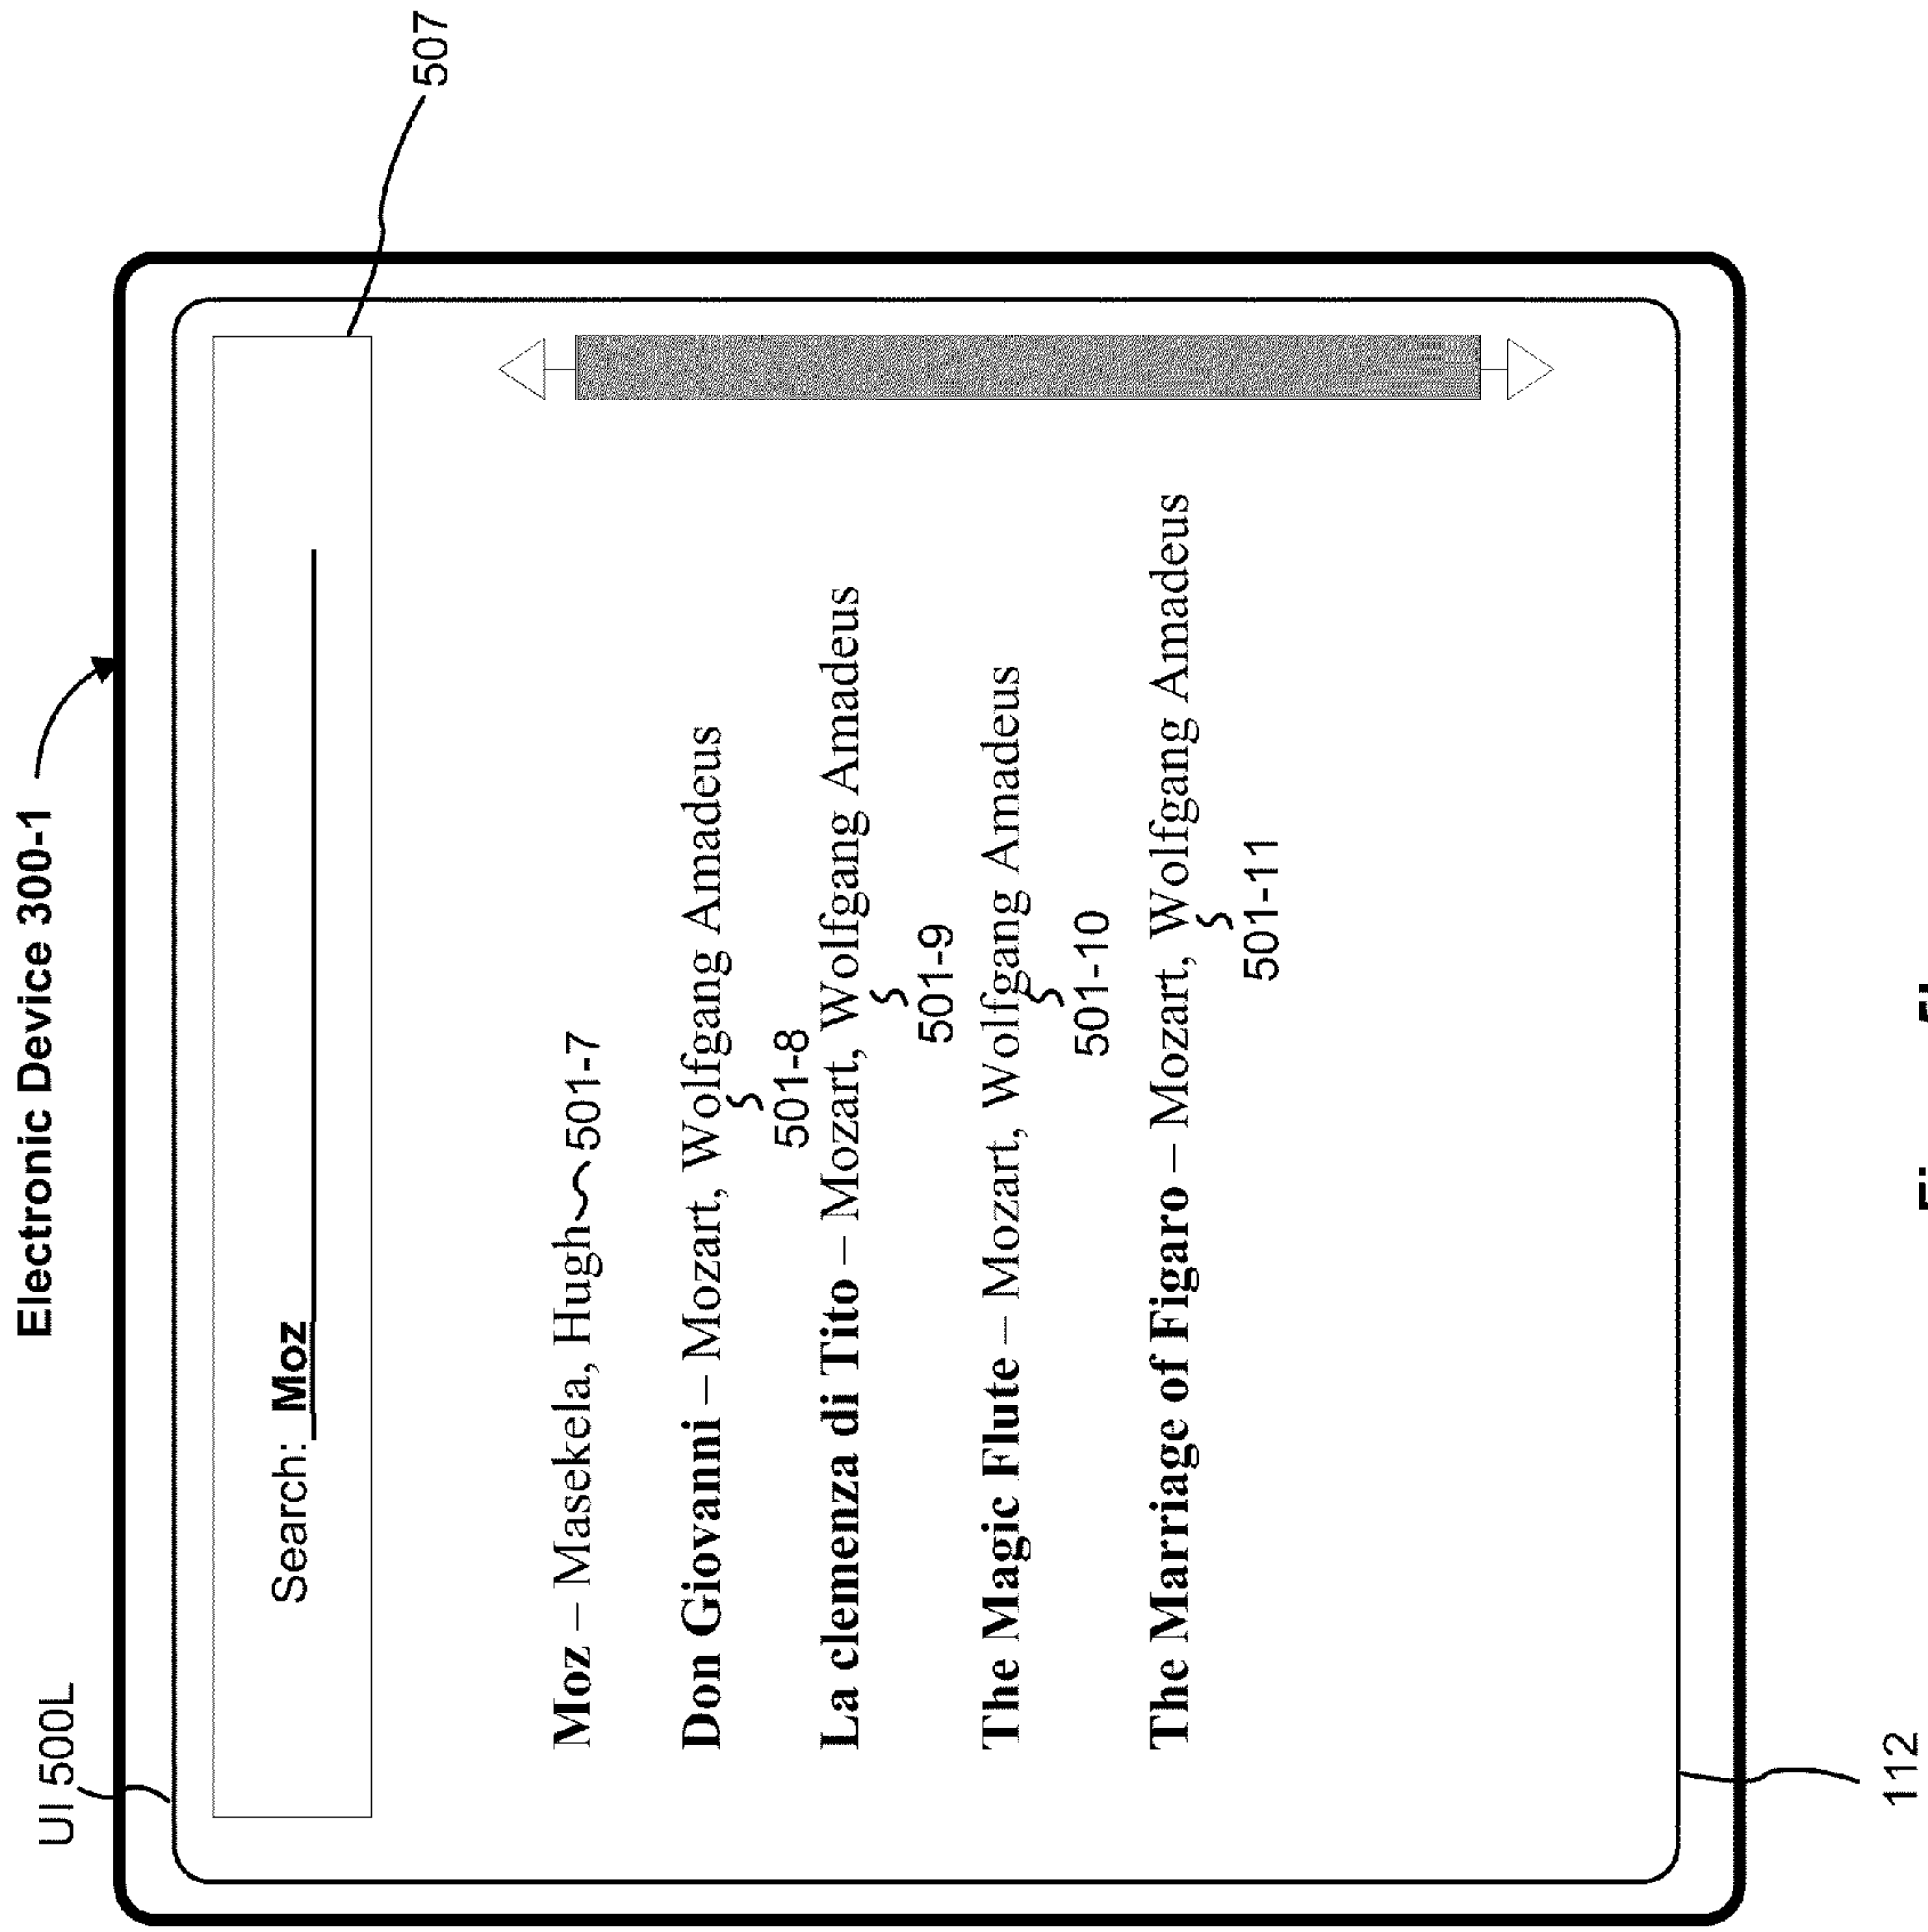 Electronic Device 300-1
UI 500L
507
Search: Moz
Moz – Masekela, Hugh 501-7
Don Giovanni – Mozart, Wolfgang Amadeus
501-8
La clemenza di Tito – Mozart, Wolfgang Amadeus
501-9
The Magic Flute – Mozart, Wolfgang Amadeus
501-10
The Marriage of Figaro – Mozart, Wolfgang Amadeus
501-11
112